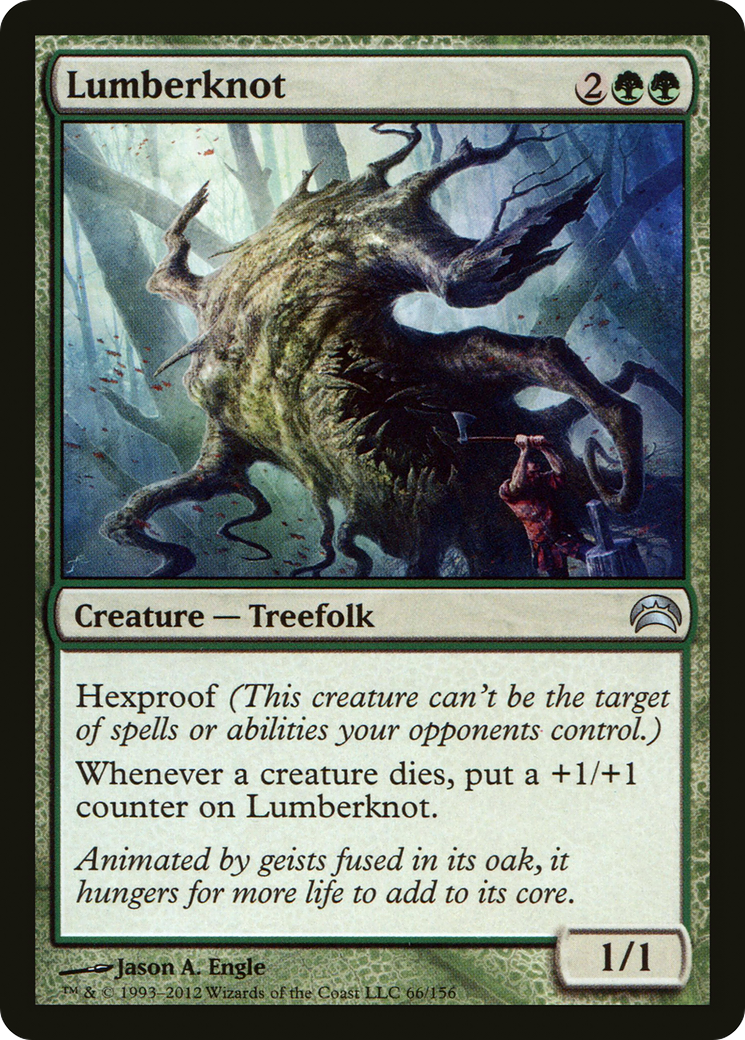 Lumberknot
2
Creature — Treefolk
Hexproof (This creature can't be the target
of spells or abilities your opponents control.)
Whenever a creature dies, put a +1/+1
counter on Lumberknot.
Animated by geists fused in its oak, it
hungers for more life to add to its core.
1/1
Jason A. Engle
™ & © 1993–2012 Wizards of the Coast LLC 66/156